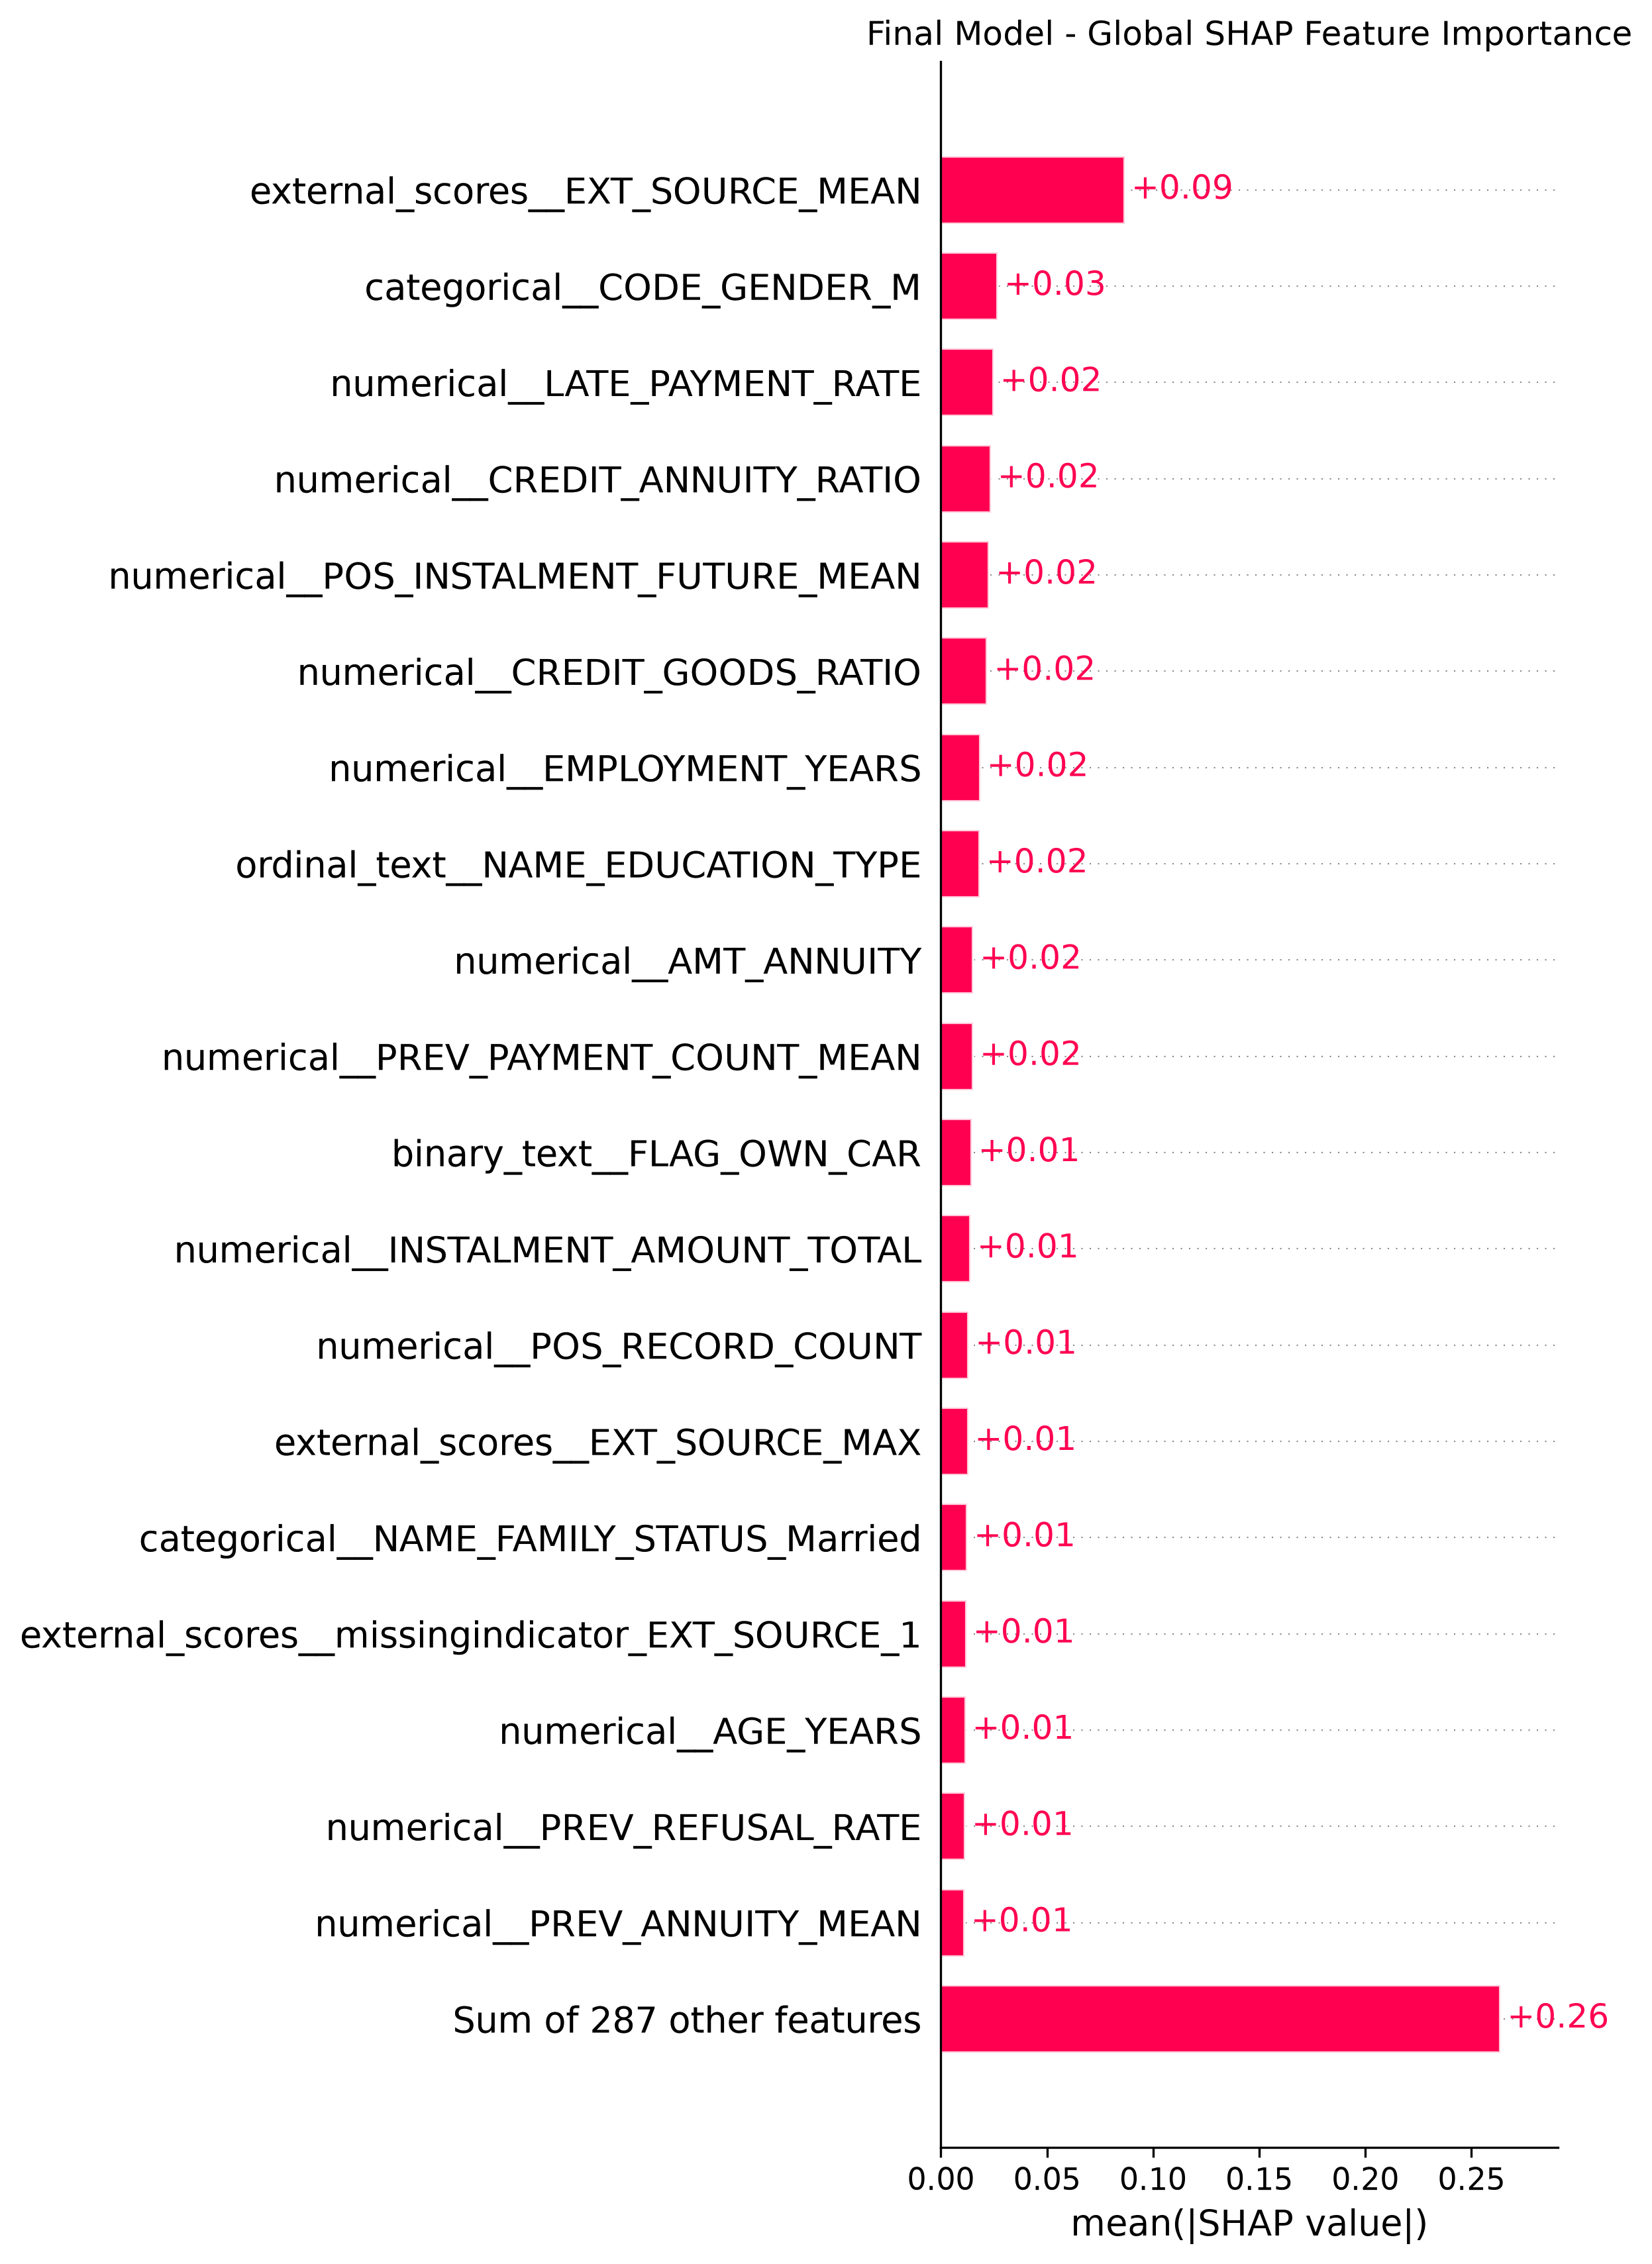 Final Model - Global SHAP Feature Importance
external_scores__EXT_SOURCE_MEAN +0.09
categorical__CODE_GENDER_M +0.03
numerical__LATE_PAYMENT_RATE +0.02
numerical__CREDIT_ANNUITY_RATIO +0.02
numerical__POS_INSTALMENT_FUTURE_MEAN +0.02
numerical__CREDIT_GOODS_RATIO +0.02
numerical__EMPLOYMENT_YEARS +0.02
ordinal_text__NAME_EDUCATION_TYPE +0.02
numerical__AMT_ANNUITY +0.02
numerical__PREV_PAYMENT_COUNT_MEAN +0.02
binary_text__FLAG_OWN_CAR +0.01
numerical__INSTALMENT_AMOUNT_TOTAL +0.01
numerical__POS_RECORD_COUNT +0.01
external_scores__EXT_SOURCE_MAX +0.01
categorical__NAME_FAMILY_STATUS_Married +0.01
external_scores__missingindicator_EXT_SOURCE_1 +0.01
numerical__AGE_YEARS +0.01
numerical__PREV_REFUSAL_RATE +0.01
numerical__PREV_ANNUITY_MEAN +0.01
Sum of 287 other features +0.26
0.00 0.05 0.10 0.15 0.20 0.25
mean(|SHAP value|)